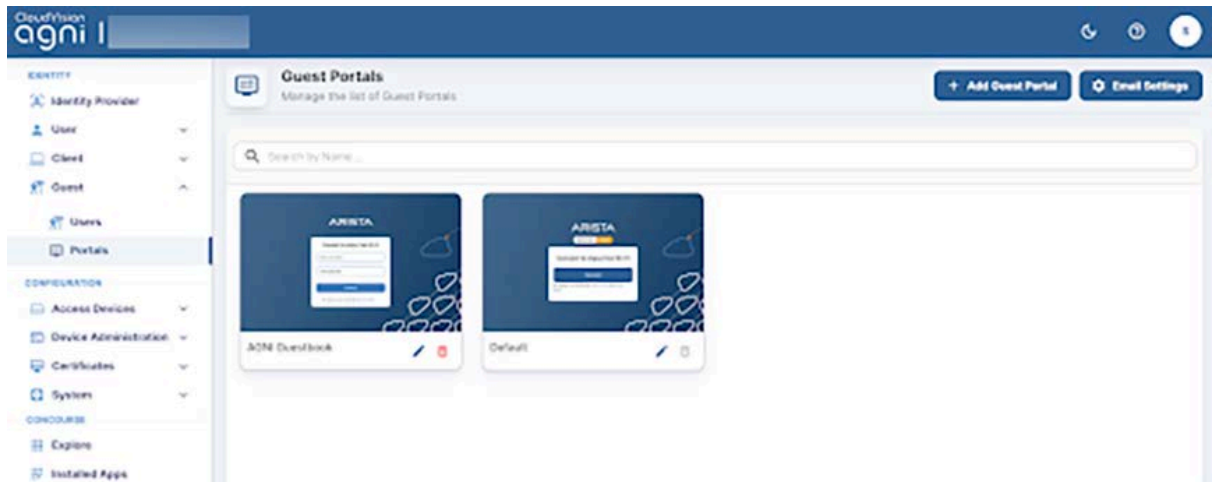 CloudVision
agni
IDENTITY
Identity Provider
User
Client
Guest
Users
Portals
CONFIGURATION
Access Devices
Device Administration
Certificates
System
CONCOURSE
Explore
Installed Apps
Guest Portals
Manage the list of Guest Portals
+ Add Guest Portal
Email Settings
Search by Name ...
ARISTA
AGNI Guestbook
ARISTA
Default